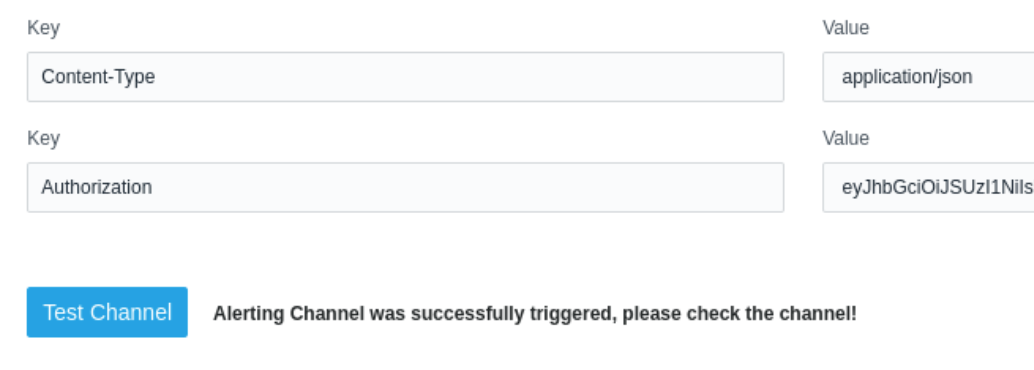 Key Value
Content-Type application/json
Key Value
Authorization eyJhbGciOiJSUzI1NiIs
Test Channel Alerting Channel was successfully triggered, please check the channel!